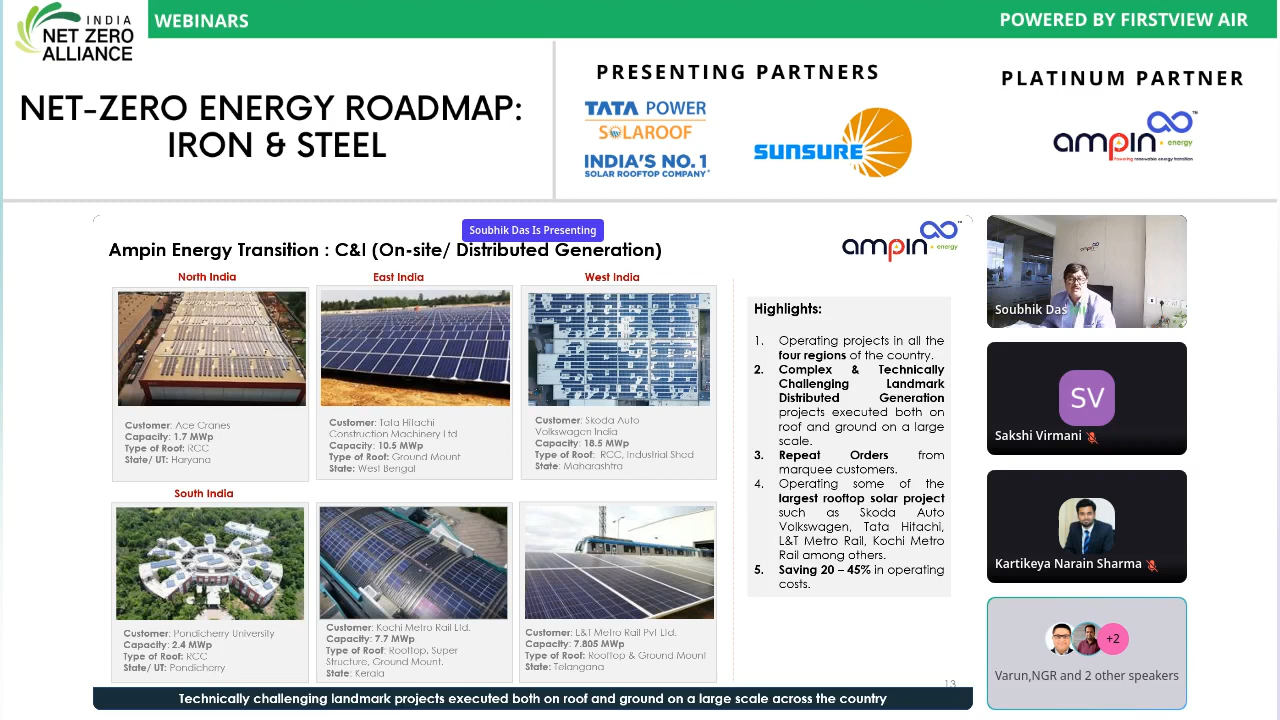 INDIA
NET ZERO
ALLIANCE
WEBINARS
POWERED BY FIRSTVIEW AIR
NET-ZERO ENERGY ROADMAP:
IRON & STEEL
PRESENTING PARTNERS
TATA POWER
SOLAROOF
INDIA'S NO. 1
SOLAR ROOFTOP COMPANY*
SUNSURE
PLATINUM PARTNER
ampin
energy
Powering renewable energy transition
Soubhik Das Is Presenting
Ampin Energy Transition : C&I (On-site/ Distributed Generation)
ampin
energy
North India
East India
West India
Customer: Ace Cranes
Capacity: 1.7 MWp
Type of Roof: RCC
State/ UT: Haryana
Customer: Tata Hitachi
Construction Machinery Ltd
Capacity: 10.5 MWp
Type of Roof: Ground Mount
State: West Bengal
Customer: Skoda Auto
Volkswagen India
Capacity: 18.5 MWp
Type of Roof: RCC, Industrial Shed
State: Maharashtra
South India
Customer: Pondicherry University
Capacity: 2.4 MWp
Type of Roof: RCC
State/ UT: Pondicherry
Customer: Kochi Metro Rail Ltd.
Capacity: 7.7 MWp
Type of Roof: Rooftop, Super
Structure, Ground Mount.
State: Kerala
Customer: L&T Metro Rail Pvt Ltd.
Capacity: 7.805 MWp
Type of Roof: Rooftop & Ground Mount
State: Telangana
Highlights:
1. Operating projects in all the
four regions of the country.
2. Complex & Technically
Challenging Landmark
Distributed Generation
projects executed both on
roof and ground on a large
scale.
3. Repeat Orders from
marquee customers.
4. Operating some of the
largest rooftop solar project
such as Skoda Auto
Volkswagen, Tata Hitachi,
L&T Metro Rail, Kochi Metro
Rail among others.
5. Saving 20 – 45% in operating
costs.
13
Technically challenging landmark projects executed both on roof and ground on a large scale across the country
ampin
Soubhik Das
SV
Sakshi Virmani
Kartikeya Narain Sharma
+2
Varun,NGR and 2 other speakers